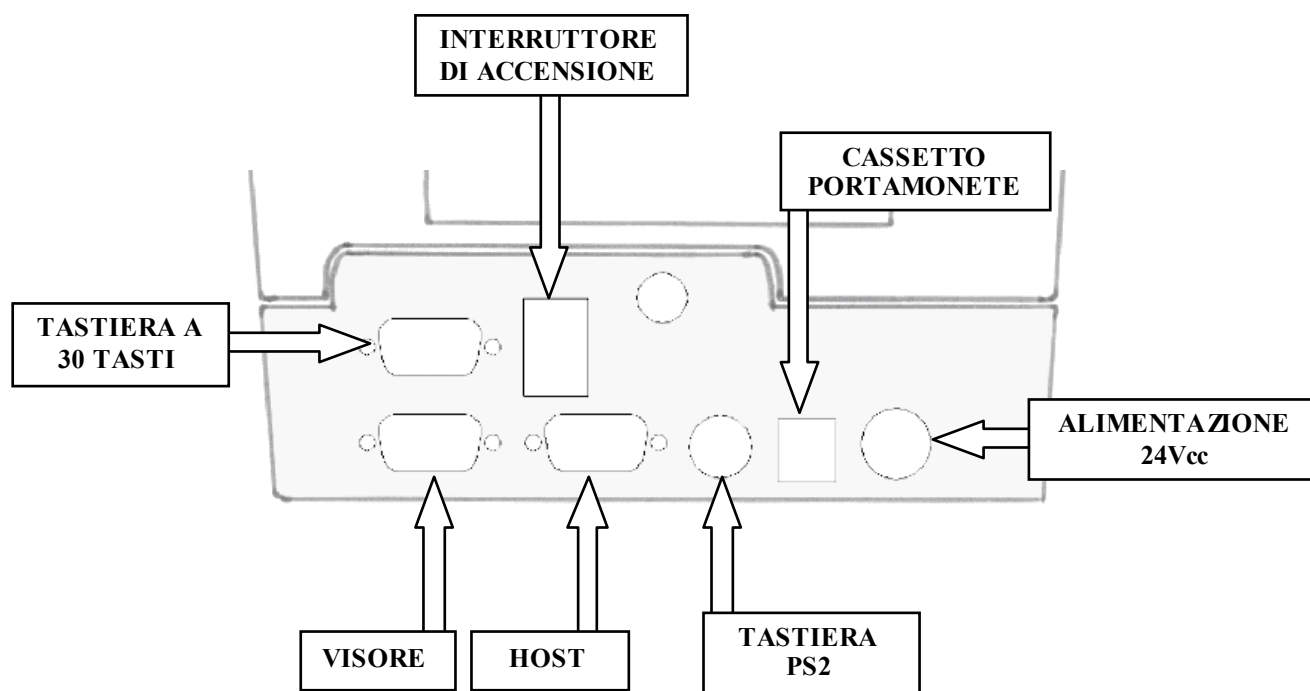 INTERRUTTORE
DI ACCENSIONE
CASSETTO
PORTAMONETE
TASTIERA A
30 TASTI
ALIMENTAZIONE
24Vcc
VISORE
HOST
TASTIERA
PS2